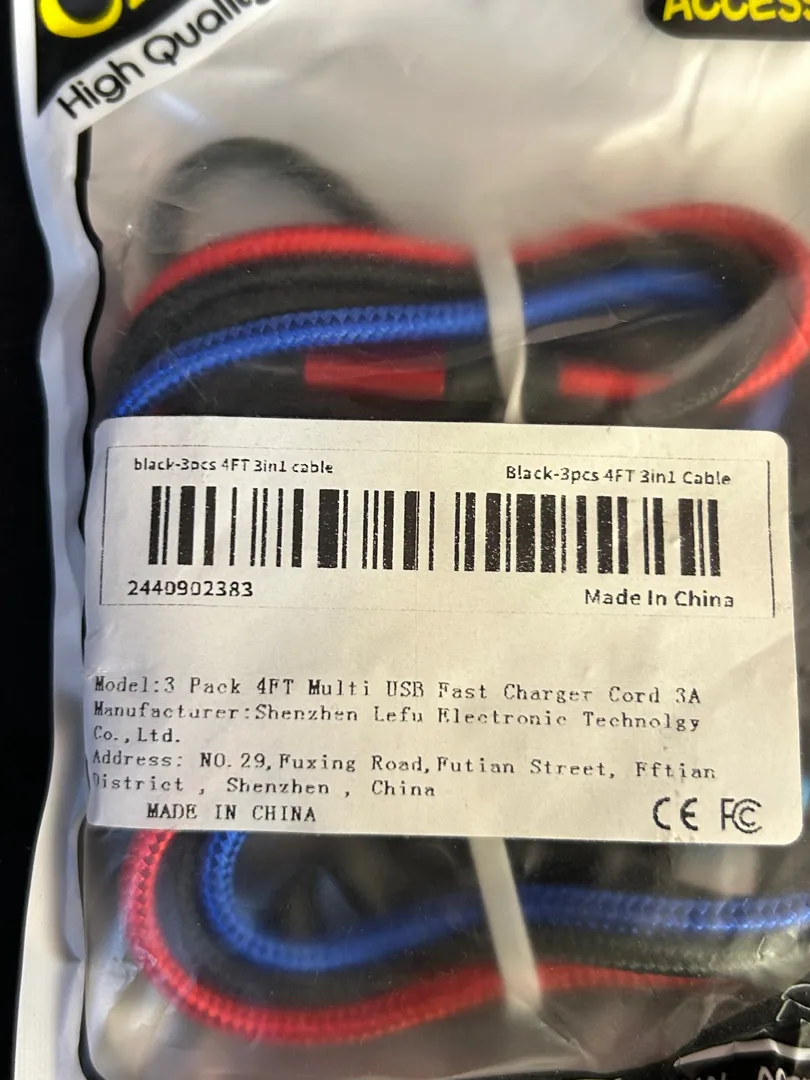 High Quality
ACCESS
black-3pcs 4FT 3in1 cable
Black-3pcs 4FT 3in1 Cable
2440902383
Made In China
Model:3 Pack 4FT Multi USB Fast Charger Cord 3A
Manufacturer:Shenzhen Lefu Electronic Technolgy
Co.,Ltd.
Address: NO.29,Fuxing Road,Futian Street, Fftian
District , Shenzhen , China
MADE IN CHINA
CE FC